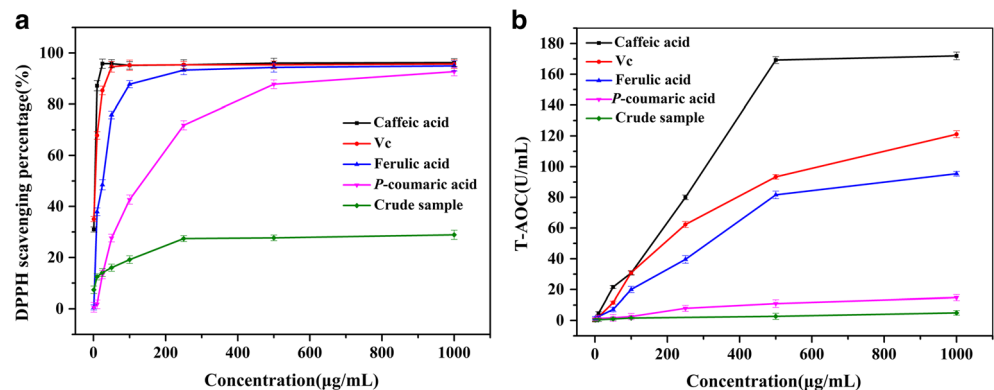 a
DPPH scavenging percentage(%)
100
80
60
40
20
0
Caffeic acid
Vc
Ferulic acid
P-coumaric acid
Crude sample
0 200 400 600 800 1000
Concentration(μg/mL)
b
T-AOC(U/mL)
180
160
140
120
100
80
60
40
20
0
Caffeic acid
Vc
Ferulic acid
P-coumaric acid
Crude sample
0 200 400 600 800 1000
Concentration(μg/mL)